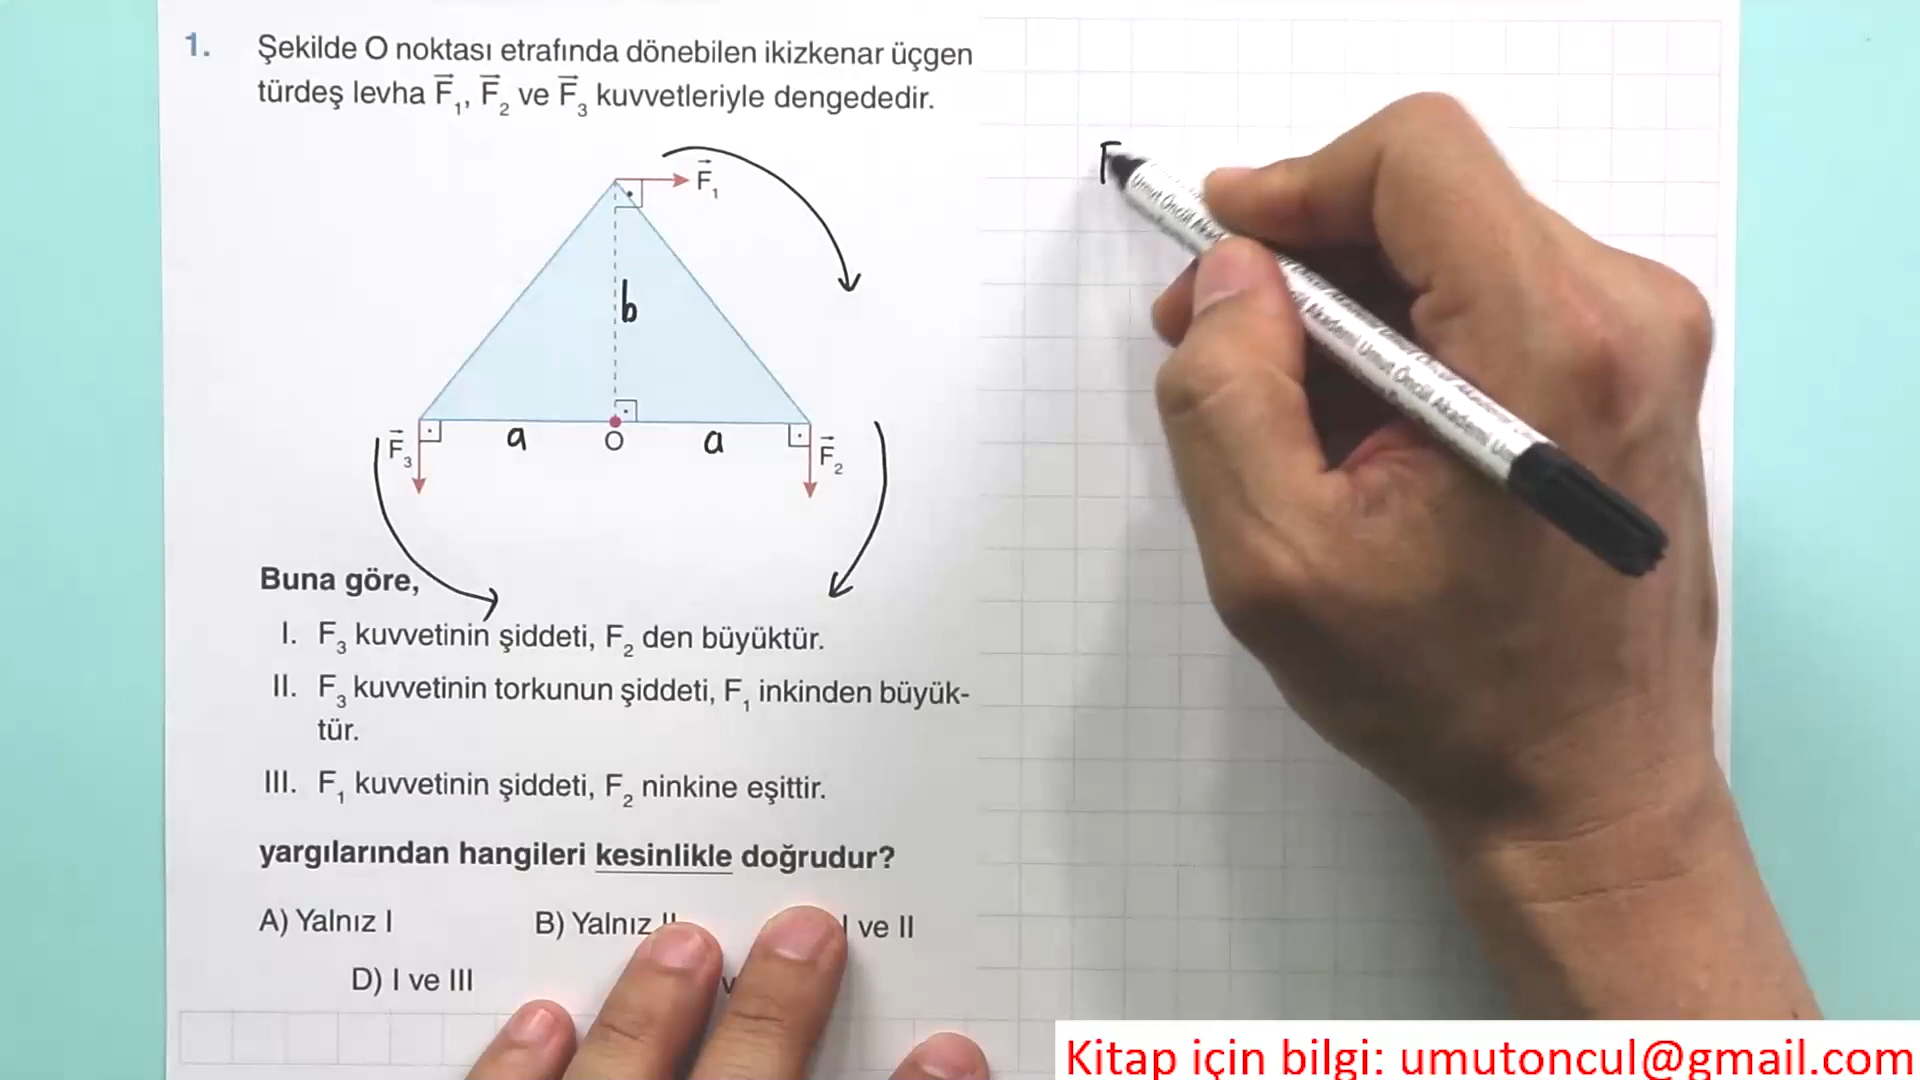 1. Şekilde O noktası etrafında dönebilen ikizkenar üçgen
türdeş levha F₁, F₂ ve F₃ kuvvetleriyle dengededir.
F₁
F
b
F₃
a
O
a
F₂
Buna göre,
I. F₃ kuvvetinin şiddeti, F₂ den büyüktür.
II. F₃ kuvvetinin torkunun şiddeti, F₁ inkinden büyük-
tür.
III. F₁ kuvvetinin şiddeti, F₂ ninkine eşittir.
yargılarından hangileri kesinlikle doğrudur?
A) Yalnız I B) Yalnız II I ve II
D) I ve III
Kitap için bilgi: umutoncul@gmail.com